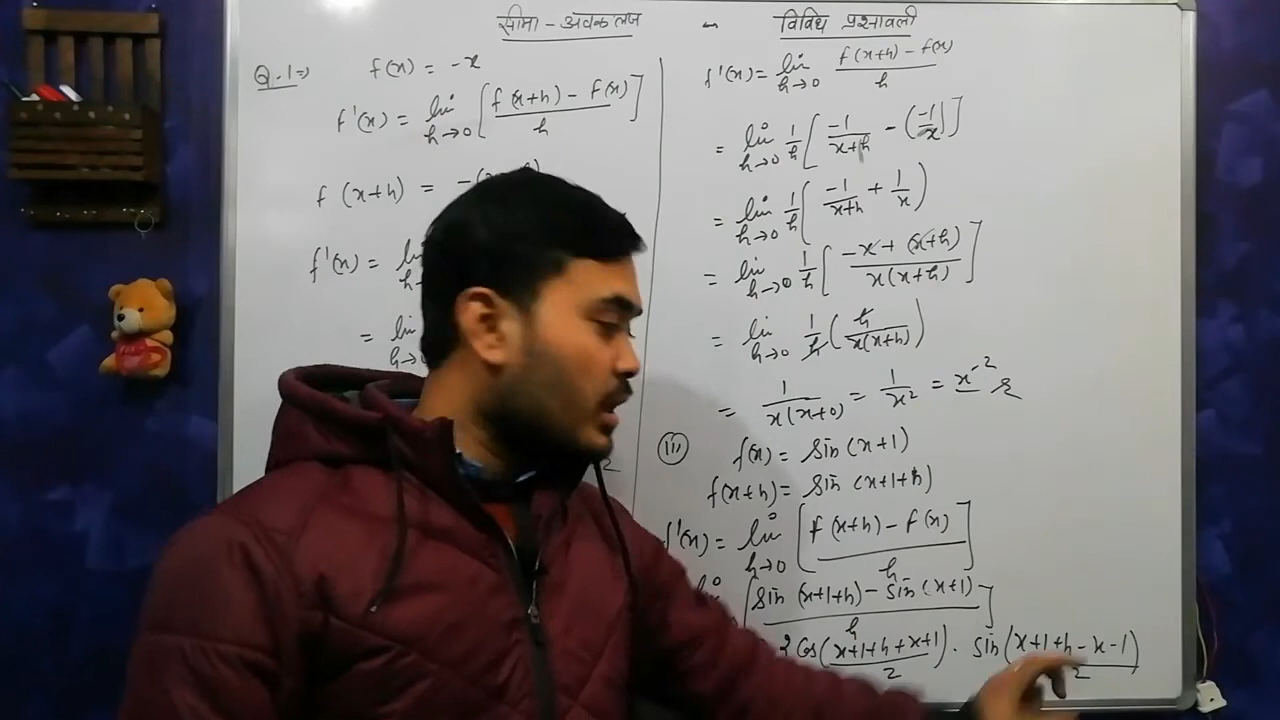 सीमा - अवकलज - विविध प्रश्नावली
Q.1⇒ f(x) = -x
f'(x) = lim h→0 [f(x+h) - f(x) / h]
f(x+h) =
f'(x) =
= lim
f'(x) = lim h→0 f(x+h) - f(x) / h
= lim h→0 1/h [-1/(x+h) - (-1/x)]
= lim h→0 1/h (-1/(x+h) + 1/x)
= lim h→0 1/h [-x + (x+h) / x(x+h)]
= lim h→0 1/h (h / x(x+h))
= 1/x(x+0) = 1/x² = x⁻²
(iii) f(x) = sin (x+1)
f(x+h) = sin (x+1+h)
f'(x) = lim h→0 [f(x+h) - f(x) / h]
[sin (x+1+h) - sin (x+1) / h]
2 cos (x+1+h+x+1 / 2) . sin (x+1+h-x-1 / 2)